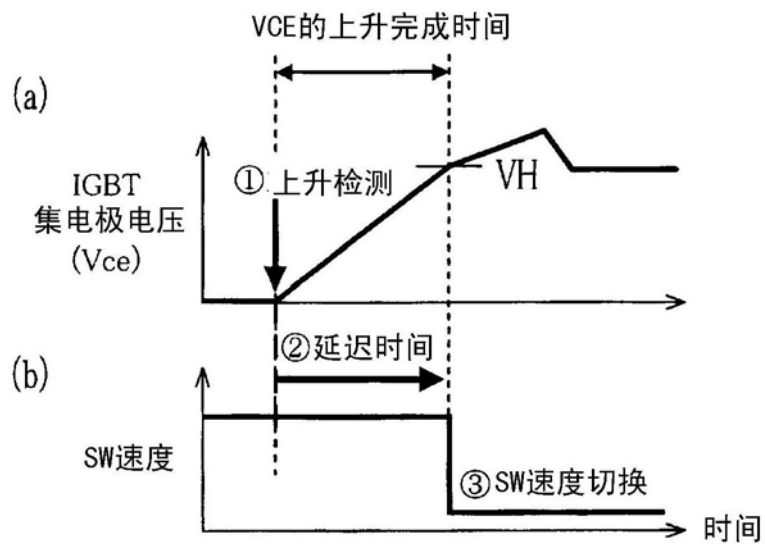 VCE的上升完成时间
(a)
①上升检测
VH
IGBT
集电极电压
(Vce)
②延迟时间
(b)
SW速度
③SW速度切换
时间